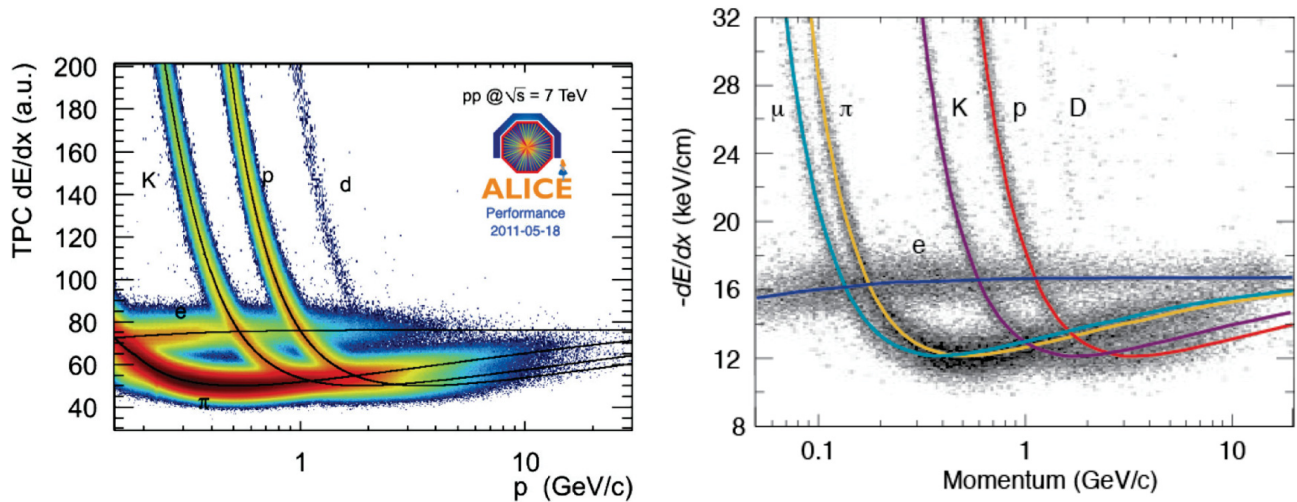 TPC dE/dx (a.u.)
200
180
160
140
120
100
80
60
40
pp @ √s = 7 TeV
ALICE
Performance
2011-05-18
K
p
d
e
π
1
10
p (GeV/c)
-dE/dx (keV/cm)
32
28
24
20
16
12
8
μ
π
K
p
D
e
0.1
1
10
Momentum (GeV/c)